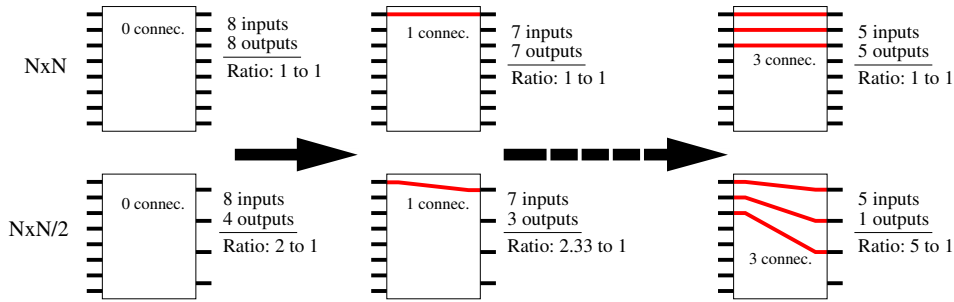 NxN
0 connec.
8 inputs
8 outputs
Ratio: 1 to 1
1 connec.
7 inputs
7 outputs
Ratio: 1 to 1
3 connec.
5 inputs
5 outputs
Ratio: 1 to 1
NxN/2
0 connec.
8 inputs
4 outputs
Ratio: 2 to 1
1 connec.
7 inputs
3 outputs
Ratio: 2.33 to 1
3 connec.
5 inputs
1 outputs
Ratio: 5 to 1